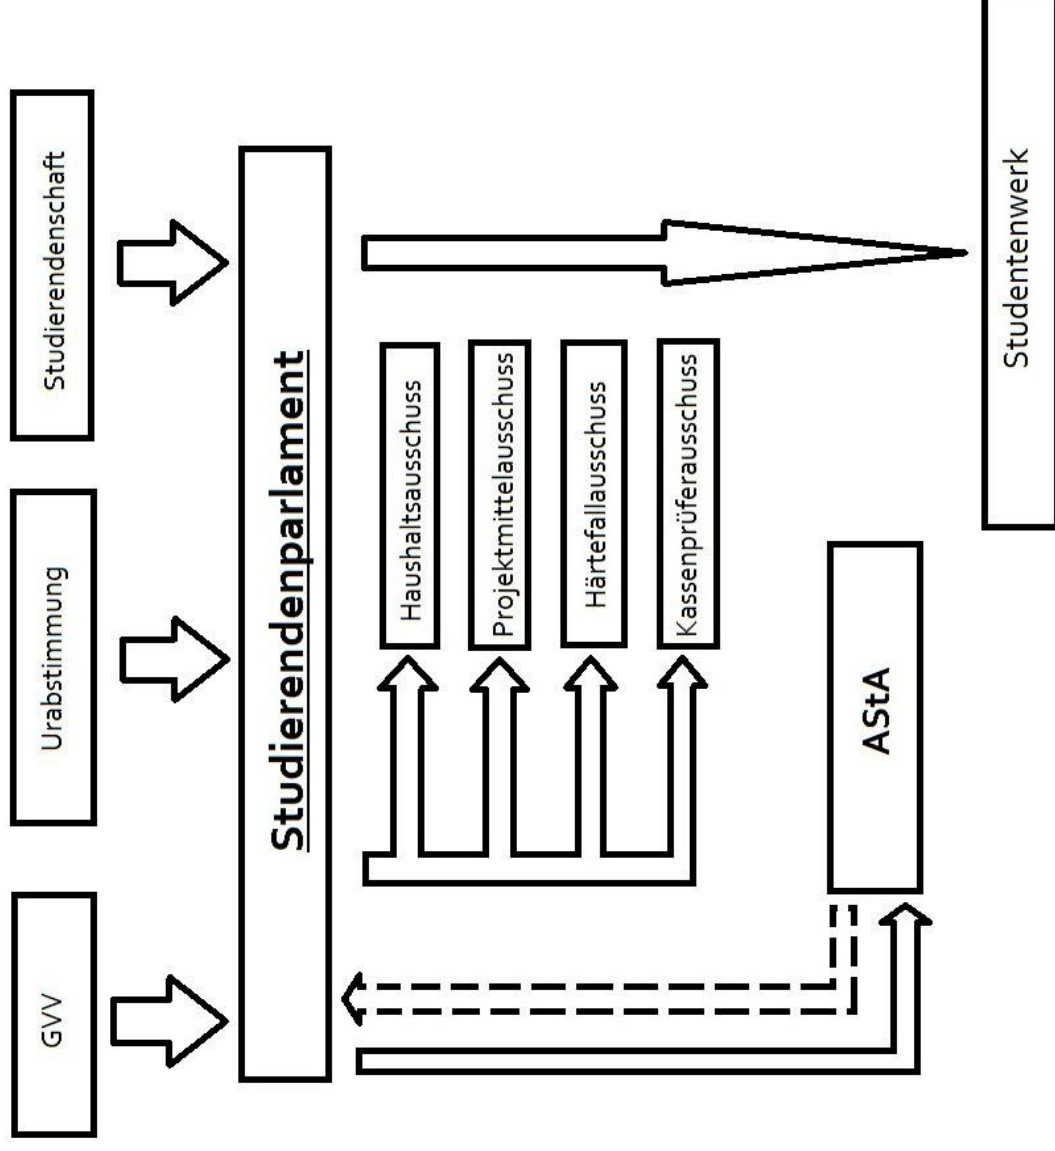 Studierendenschaft
Urabstimmung
GVV
Studierendenparlament
Haushaltsausschuss
Projektmittelausschuss
Härtefallausschuss
Kassenprüferausschuss
AStA
Studentenwerk